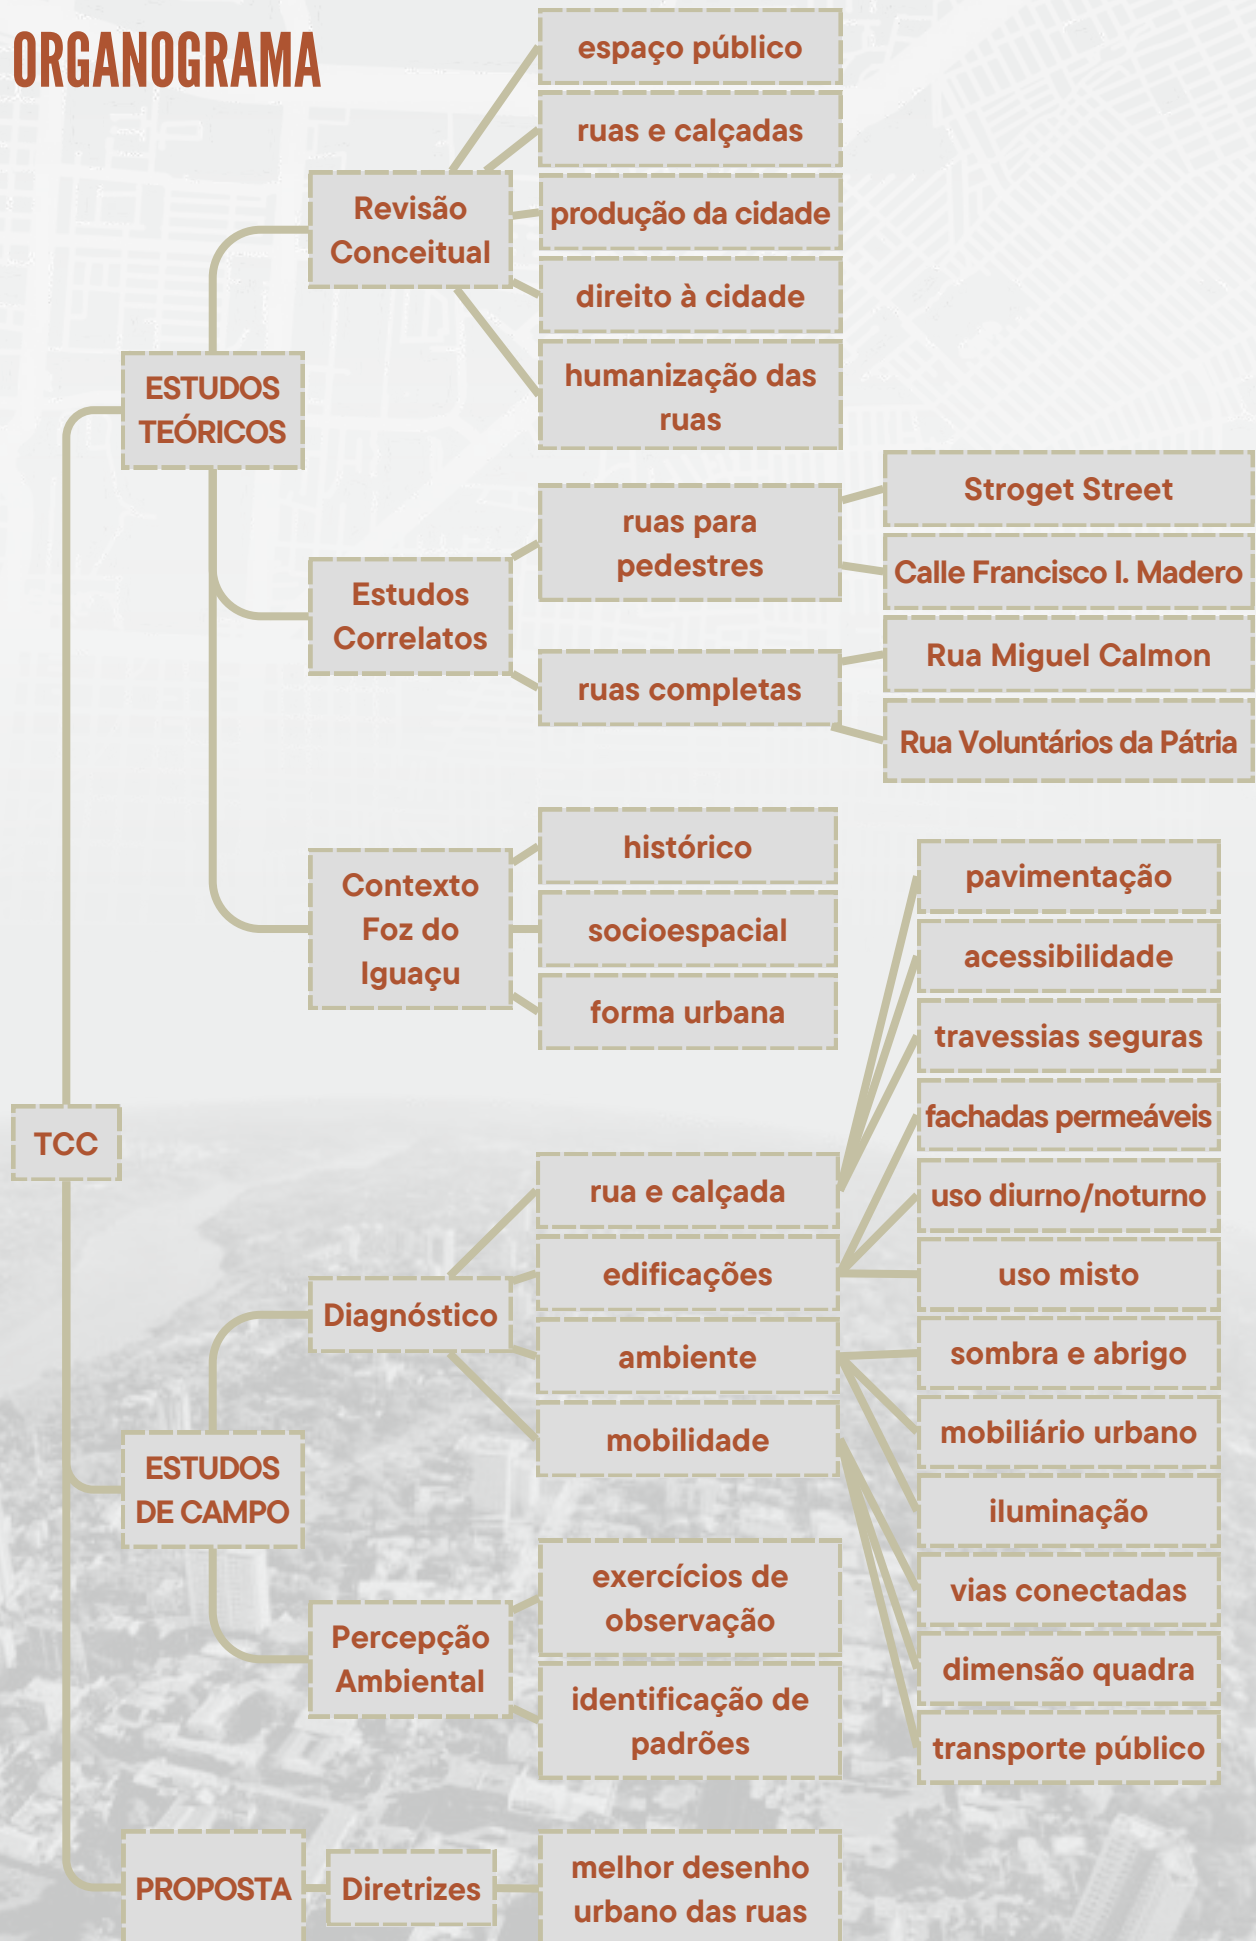 ORGANOGRAMA
espaço público
ruas e calçadas
Revisão
Conceitual
produção da cidade
direito à cidade
humanização das
ruas
ESTUDOS
TEÓRICOS
ruas para
pedestres
Stroget Street
Calle Francisco I. Madero
Estudos
Correlatos
ruas completas
Rua Miguel Calmon
Rua Voluntários da Pátria
Contexto
Foz do
Iguaçu
histórico
socioespacial
forma urbana
TCC
ESTUDOS
DE CAMPO
Diagnóstico
rua e calçada
pavimentação
acessibilidade
travessias seguras
edificações
fachadas permeáveis
uso diurno/noturno
uso misto
ambiente
sombra e abrigo
mobiliário urbano
iluminação
mobilidade
vias conectadas
dimensão quadra
transporte público
Percepção
Ambiental
exercícios de
observação
identificação de
padrões
PROPOSTA
Diretrizes
melhor desenho
urbano das ruas